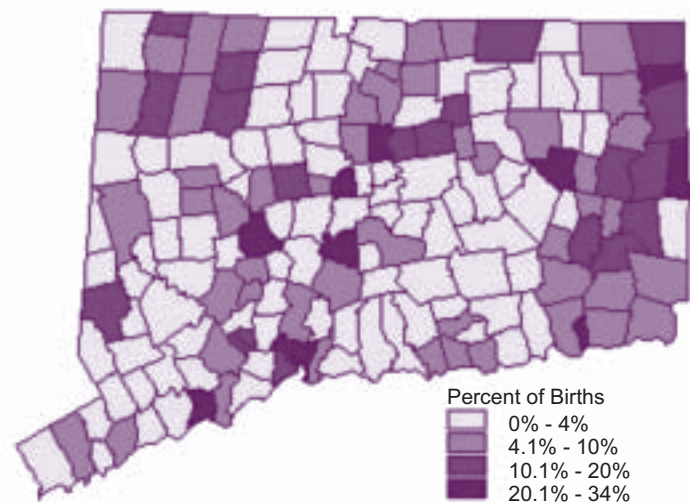 Percent of Births
0% - 4%
4.1% - 10%
10.1% - 20%
20.1% - 34%